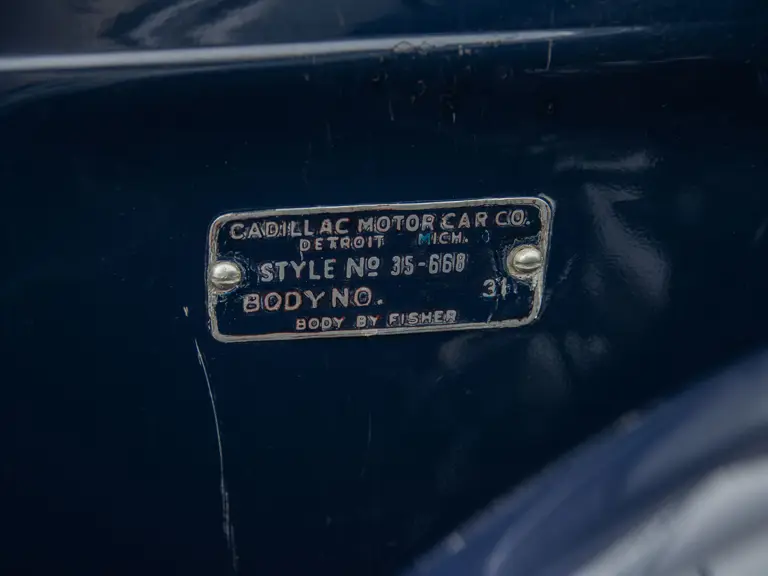 CADILLAC MOTOR CAR CO.
DETROIT MICH.
STYLE Nº 35-668
BODY NO. 31
BODY BY FISHER